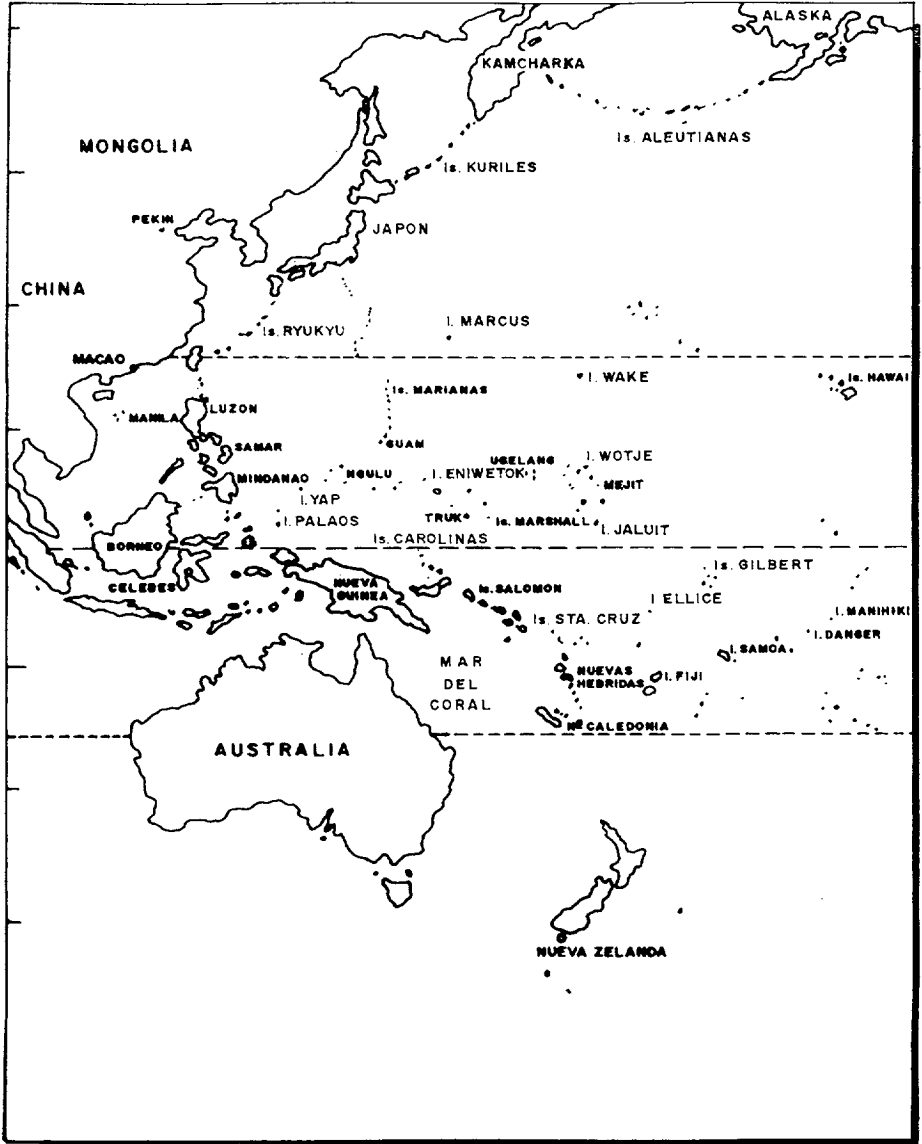 ALASKA
KAMCHARKA
Is. ALEUTIANAS
MONGOLIA
Is. KURILES
PEKIN
JAPON
CHINA
Is. RYUKYU
I. MARCUS
MACAO
I. WAKE
Is. HAWAI
Is. MARIANAS
MANILA
LUZON
GUAM
SAMAR
UGELANG
I. WOTJE
MINDANAO
NGULU
I. ENIWETOK
MEJIT
I. YAP
I. PALAOS
TRUK
Is. MARSHALL
I. JALUIT
Is. CAROLINAS
BORNEO
Is. GILBERT
CELEBES
NUEVA
GUINEA
Is. SALOMON
I ELLICE
I. MANIHIKI
Is. STA. CRUZ
I. DANGER
I. SAMOA
MAR
DEL
CORAL
NUEVAS
HEBRIDAS
I. FIJI
Nª CALEDONIA
AUSTRALIA
NUEVA ZELANDA